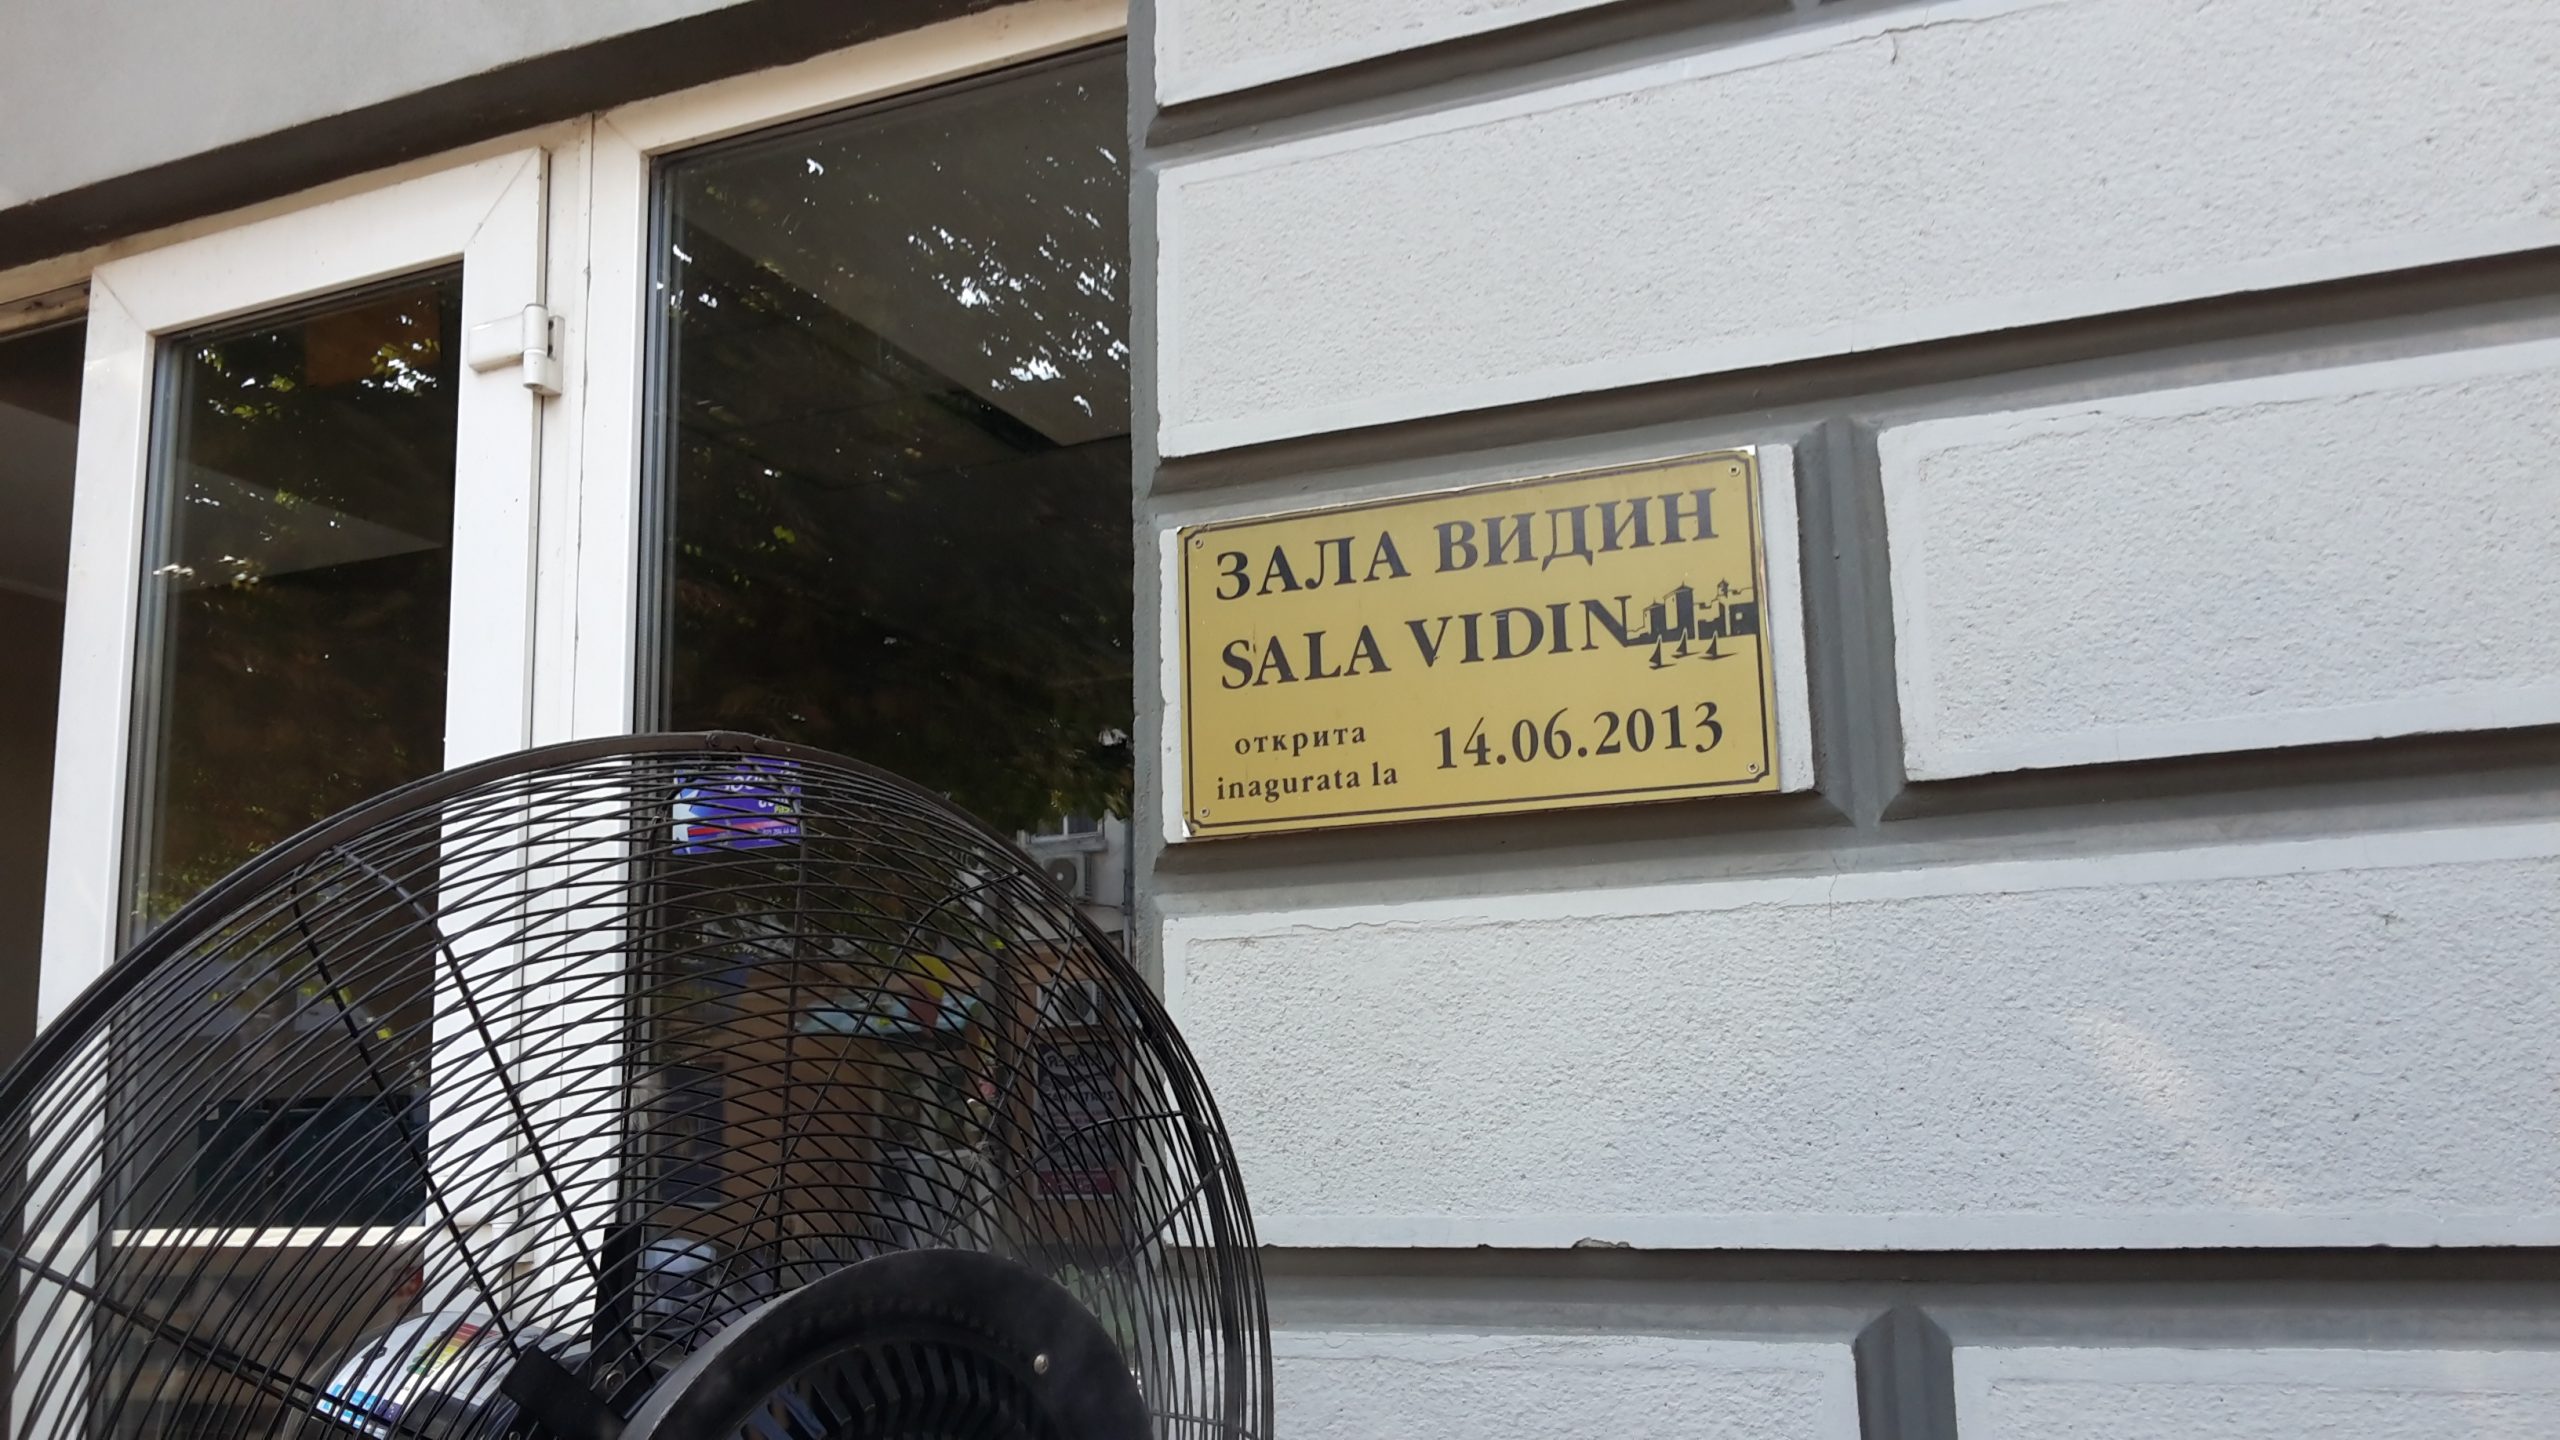 ЗАЛА ВИДИН
SALA VIDIN
открита
inagurata la
14.06.2013